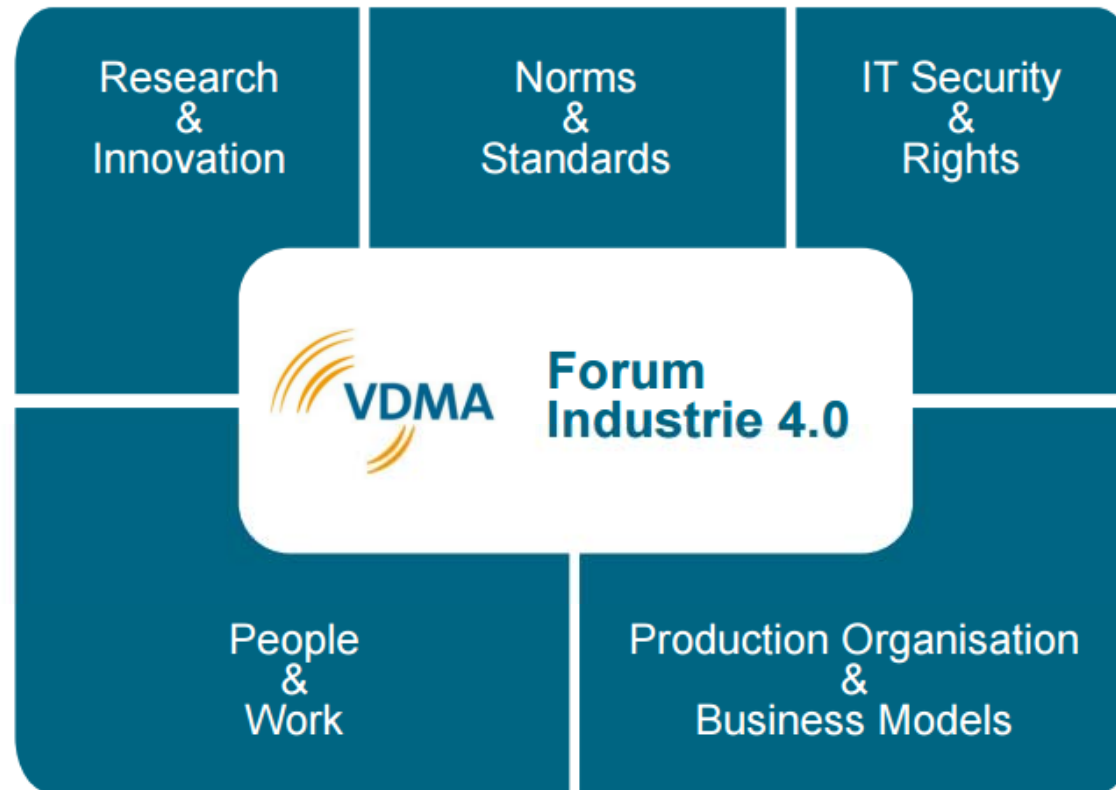 Research
&
Innovation
Norms
&
Standards
IT Security
&
Rights
VDMA
Forum
Industrie 4.0
People
&
Work
Production Organisation
&
Business Models